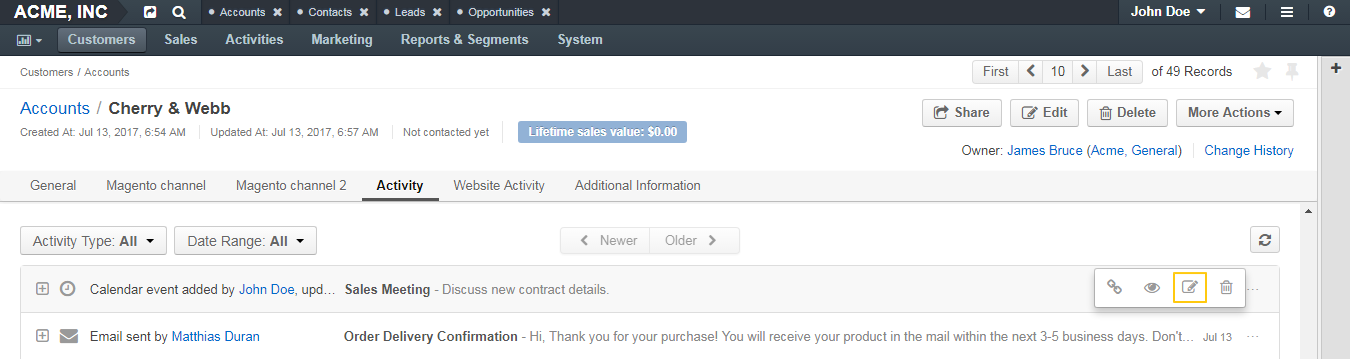 ACME, INC Accounts Contacts Leads Opportunities John Doe
Customers Sales Activities Marketing Reports & Segments System
Customers / Accounts First 10 Last of 49 Records
Accounts / Cherry & Webb Share Edit Delete More Actions
Created At: Jul 13, 2017, 6:54 AM Updated At: Jul 13, 2017, 6:57 AM Not contacted yet Lifetime sales value: $0.00
Owner: James Bruce (Acme, General) Change History
General Magento channel Magento channel 2 Activity Website Activity Additional Information
Activity Type: All Date Range: All Newer Older
Calendar event added by John Doe, upd... Sales Meeting - Discuss new contract details.
Email sent by Matthias Duran Order Delivery Confirmation - Hi, Thank you for your purchase! You will receive your product in the mail within the next 3-5 business days. Don't... Jul 13